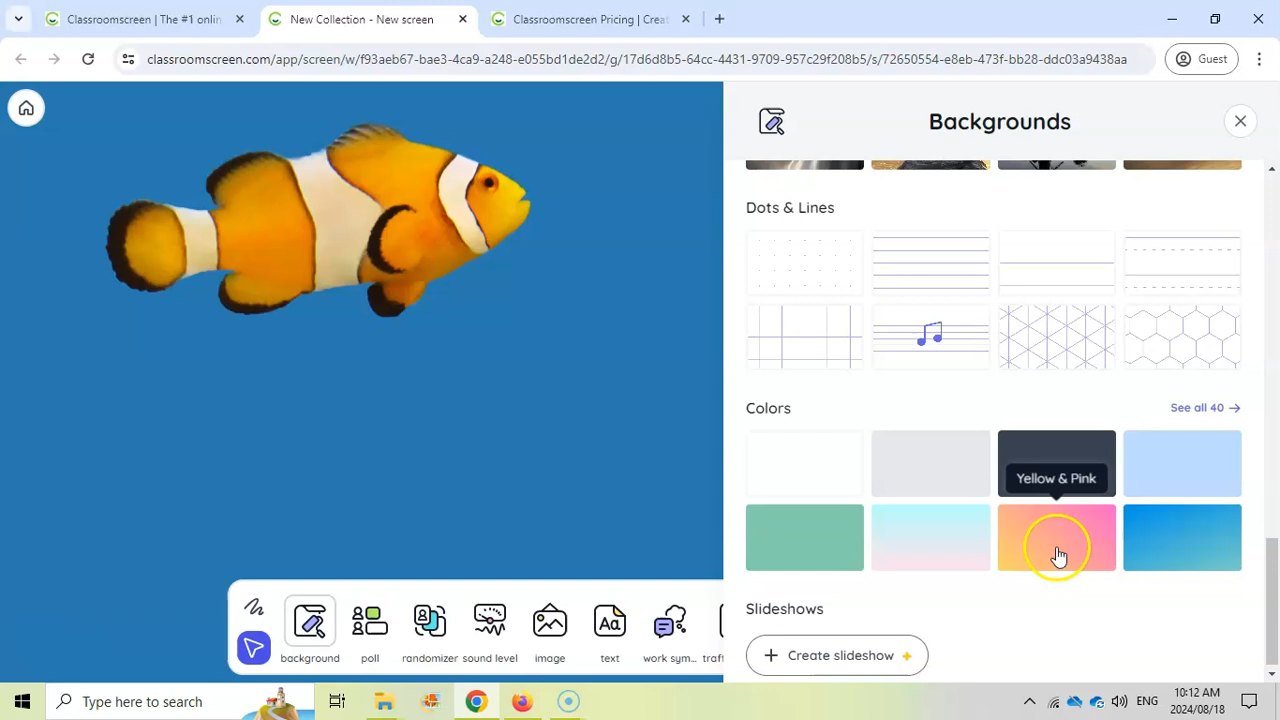 Classroomscreen | The #1 onlin
New Collection - New screen
Classroomscreen Pricing | Creat
classroomscreen.com/app/screen/w/f93aeb67-bae3-4ca9-a248-e055bd1de2d2/g/17d6d8b5-64cc-4431-9709-957c29f208b5/s/72650554-e8eb-473f-bb28-ddc03a9438aa
Guest
Backgrounds
Dots & Lines
Colors
See all 40
Yellow & Pink
Slideshows
Create slideshow
background
poll
randomizer
sound level
image
Aa
text
work sym...
traff
Type here to search
ENG
10:12 AM
2024/08/18